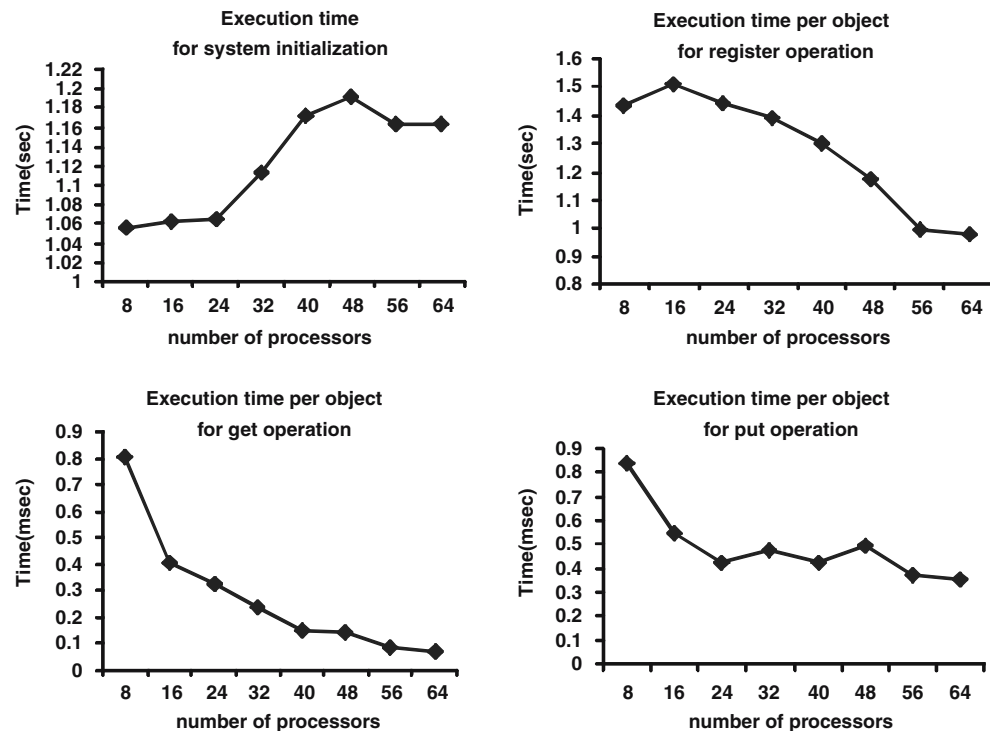 Execution time
for system initialization
1.22
1.2
1.18
1.16
1.14
1.12
1.1
1.08
1.06
1.04
1.02
1
Time(sec)
8 16 24 32 40 48 56 64
number of processors
Execution time per object
for register operation
1.6
1.5
1.4
1.3
1.2
1.1
1
0.9
0.8
Time(sec)
8 16 24 32 40 48 56 64
number of processors
Execution time per object
for get operation
0.9
0.8
0.7
0.6
0.5
0.4
0.3
0.2
0.1
0
Time(msec)
8 16 24 32 40 48 56 64
number of processors
Execution time per object
for put operation
0.9
0.8
0.7
0.6
0.5
0.4
0.3
0.2
0.1
0
Time(msec)
8 16 24 32 40 48 56 64
number of processors